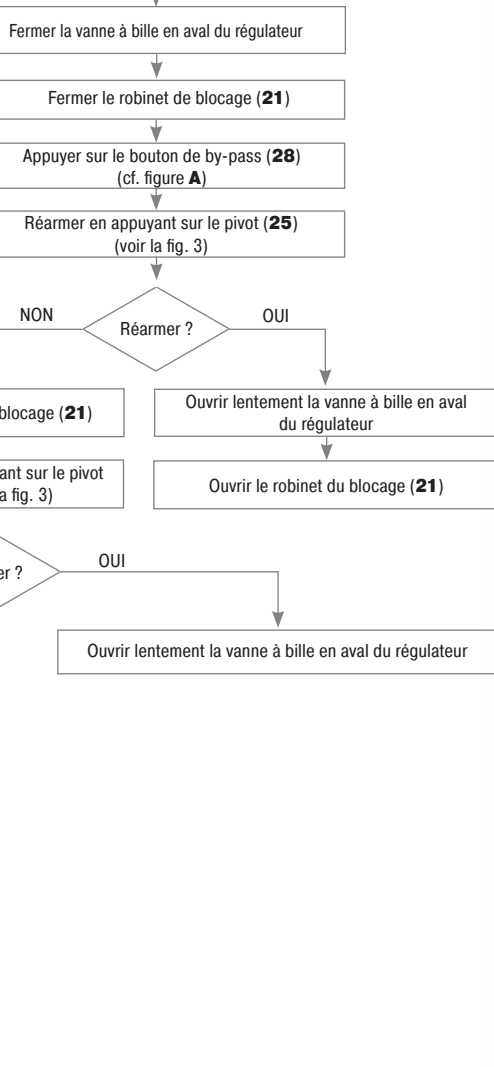 Fermer la vanne à bille en aval du régulateur
Fermer le robinet de blocage (21)
Appuyer sur le bouton de by-pass (28)
(cf. figure A)
Réarmer en appuyant sur le pivot (25)
(voir la fig. 3)
NON
Réarmer ?
OUI
blocage (21)
Ouvrir lentement la vanne à bille en aval
du régulateur
ant sur le pivot
a fig. 3)
Ouvrir le robinet du blocage (21)
er ?
OUI
Ouvrir lentement la vanne à bille en aval du régulateur